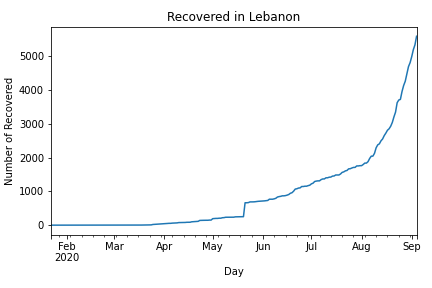 Recovered in Lebanon
Number of Recovered
5000
4000
3000
2000
1000
0
Feb Mar Apr May Jun Jul Aug Sep
2020
Day